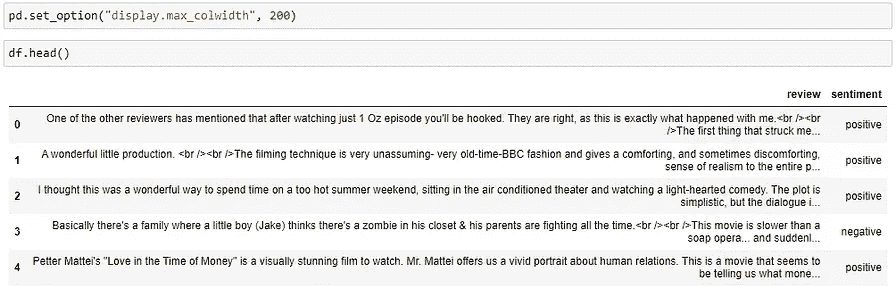 pd.set_option("display.max_colwidth", 200)
df.head()
review sentiment
0 One of the other reviewers has mentioned that after watching just 1 Oz episode you'll be hooked. They are right, as this is exactly what happened with me.<br /><br
/>The first thing that struck me... positive
1 A wonderful little production. <br /><br />The filming technique is very unassuming- very old-time-BBC fashion and gives a comforting, and sometimes discomforting,
sense of realism to the entire p... positive
2 I thought this was a wonderful way to spend time on a too hot summer weekend, sitting in the air conditioned theater and watching a light-hearted comedy. The plot is
simplistic, but the dialogue i... positive
3 Basically there's a family where a little boy (Jake) thinks there's a zombie in his closet & his parents are fighting all the time.<br /><br />This movie is slower than a
soap opera... and suddenl... negative
4 Petter Mattei's "Love in the Time of Money" is a visually stunning film to watch. Mr. Mattei offers us a vivid portrait about human relations. This is a movie that seems to
be telling us what mone... positive